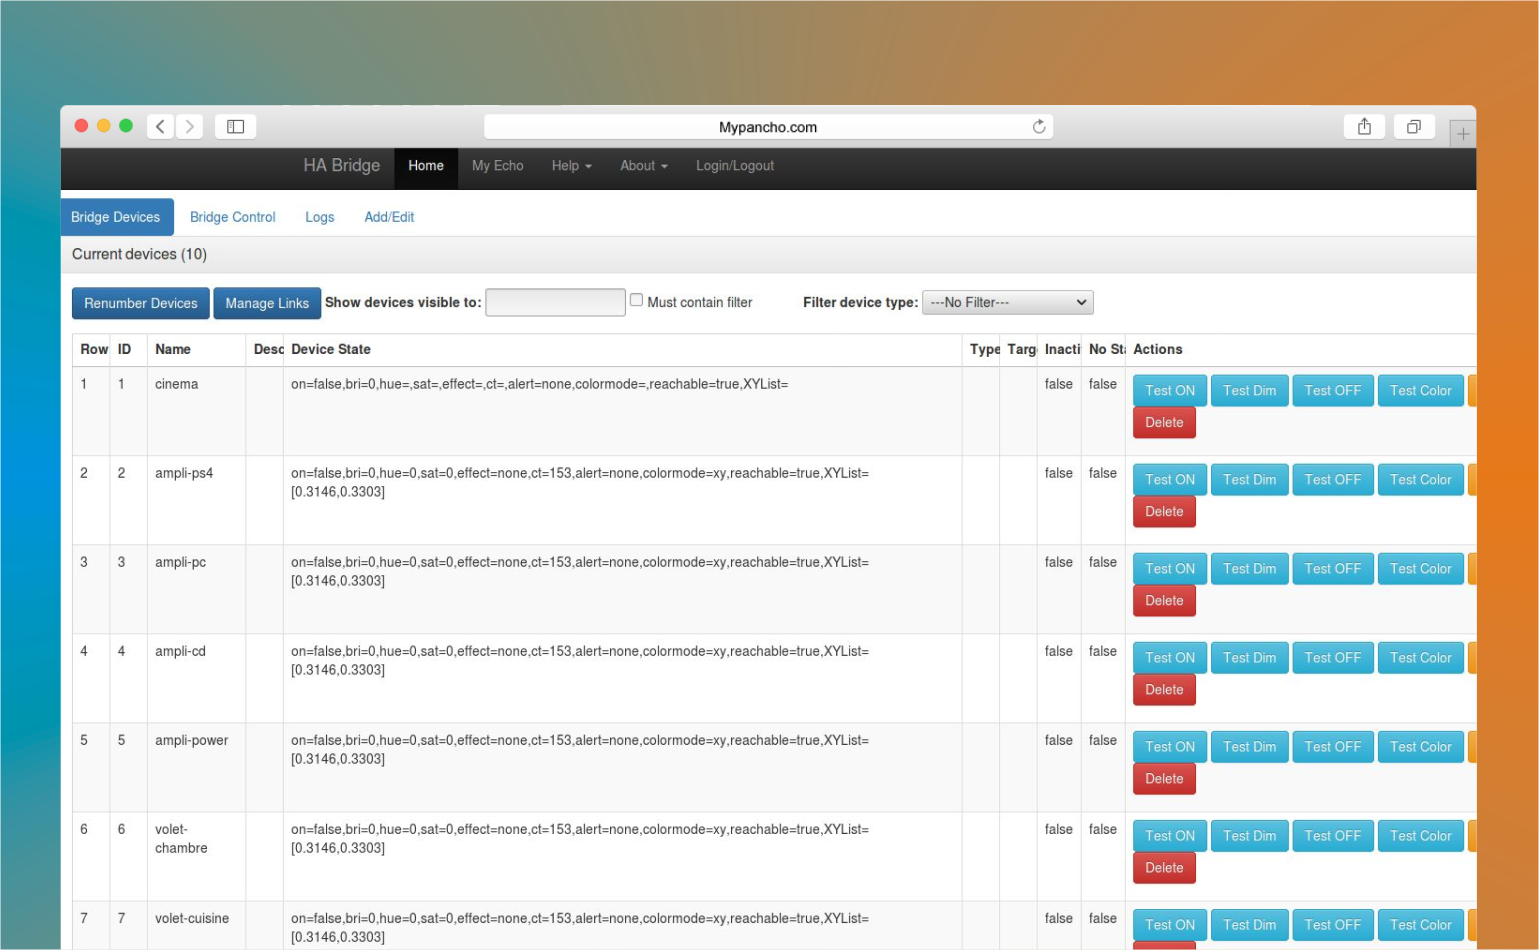 Mypancho.com
HA Bridge Home My Echo Help About Login/Logout
Bridge Devices Bridge Control Logs Add/Edit
Current devices (10)
Renumber Devices Manage Links Show devices visible to: Must contain filter Filter device type: ---No Filter---
Row ID Name Desc Device State Type Targ Inacti No Sta Actions
1 1 cinema on=false,bri=0,hue=,sat=,effect=,ct=,alert=none,colormode=,reachable=true,XYList= false false Test ON Test Dim Test OFF Test Color
Delete
2 2 ampli-ps4 on=false,bri=0,hue=0,sat=0,effect=none,ct=153,alert=none,colormode=xy,reachable=true,XYList= false false Test ON Test Dim Test OFF Test Color
[0.3146,0.3303]
Delete
3 3 ampli-pc on=false,bri=0,hue=0,sat=0,effect=none,ct=153,alert=none,colormode=xy,reachable=true,XYList= false false Test ON Test Dim Test OFF Test Color
[0.3146,0.3303]
Delete
4 4 ampli-cd on=false,bri=0,hue=0,sat=0,effect=none,ct=153,alert=none,colormode=xy,reachable=true,XYList= false false Test ON Test Dim Test OFF Test Color
[0.3146,0.3303]
Delete
5 5 ampli-power on=false,bri=0,hue=0,sat=0,effect=none,ct=153,alert=none,colormode=xy,reachable=true,XYList= false false Test ON Test Dim Test OFF Test Color
[0.3146,0.3303]
Delete
6 6 volet- on=false,bri=0,hue=0,sat=0,effect=none,ct=153,alert=none,colormode=xy,reachable=true,XYList= false false Test ON Test Dim Test OFF Test Color
chambre [0.3146,0.3303]
Delete
7 7 volet-cuisine on=false,bri=0,hue=0,sat=0,effect=none,ct=153,alert=none,colormode=xy,reachable=true,XYList= false false Test ON Test Dim Test OFF Test Color
[0.3146,0.3303]